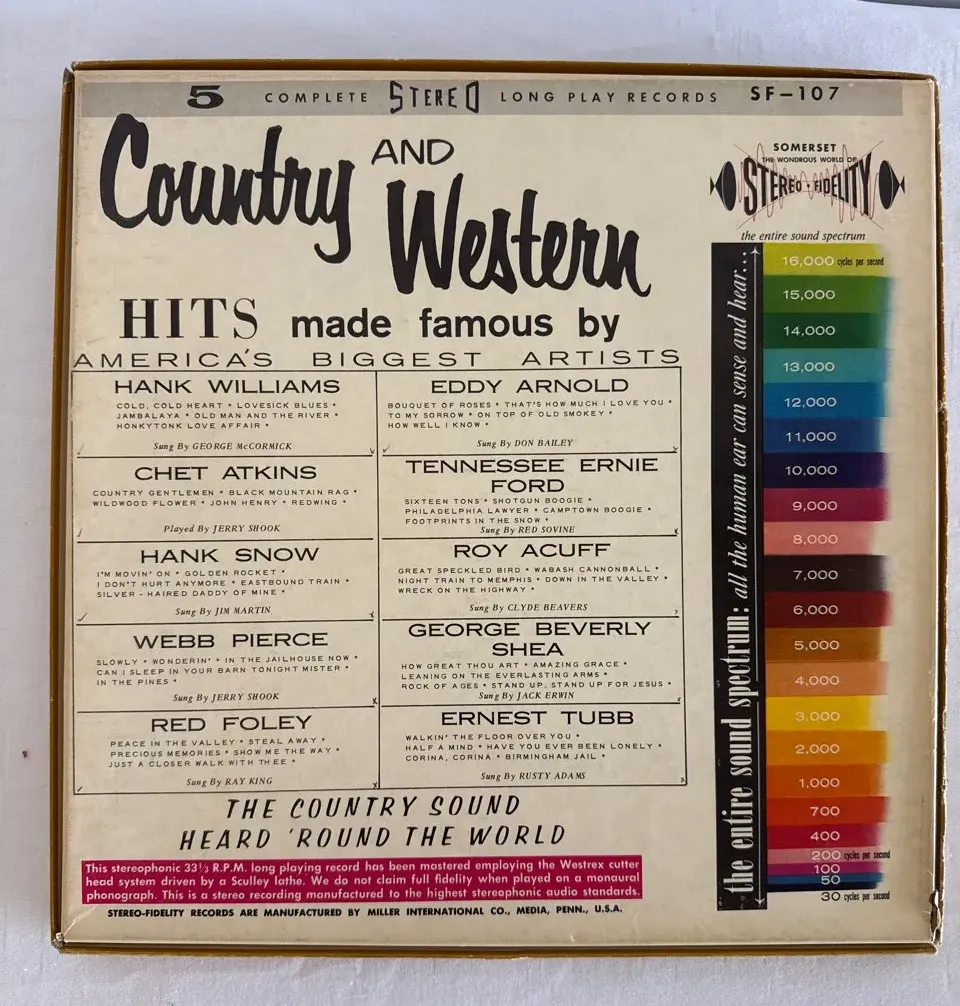 5 COMPLETE STEREO LONG PLAY RECORDS SF-107
Country AND
Western
HITS made famous by
AMERICA'S BIGGEST ARTISTS
HANK WILLIAMS
COLD, COLD HEART • LOVESICK BLUES •
JAMBALAYA • OLD MAN AND THE RIVER •
HONKYTONK LOVE AFFAIR •
Sung By GEORGE McCORMICK
EDDY ARNOLD
BOUQUET OF ROSES • THAT'S HOW MUCH I LOVE YOU •
TO MY SORROW • ON TOP OF OLD SMOKEY •
HOW WELL I KNOW •
Sung By DON BAILEY
CHET ATKINS
COUNTRY GENTLEMEN • BLACK MOUNTAIN RAG •
WILDWOOD FLOWER • JOHN HENRY • REDWING •
Played By JERRY SHOOK
TENNESSEE ERNIE
FORD
SIXTEEN TONS • SHOTGUN BOOGIE •
PHILADELPHIA LAWYER • CAMPTOWN BOOGIE •
FOOTPRINTS IN THE SNOW •
Sung By RED SOVINE
HANK SNOW
I'M MOVIN' ON • GOLDEN ROCKET •
I DON"T HURT ANYMORE • EASTBOUND TRAIN •
SILVER - HAIRED DADDY OF MINE •
Sung By JIM MARTIN
ROY ACUFF
GREAT SPECKLED BIRD • WABASH CANNONBALL •
NIGHT TRAIN TO MEMPHIS • DOWN IN THE VALLEY •
WRECK ON THE HIGHWAY •
Sung By CLYDE BEAVERS
WEBB PIERCE
SLOWLY • WONDERIN' • IN THE JAILHOUSE NOW •
CAN I SLEEP IN YOUR BARN TONIGHT MISTER •
IN THE PINES •
Sung By JERRY SHOOK
GEORGE BEVERLY
SHEA
HOW GREAT THOU ART • AMAZING GRACE •
LEANING ON THE EVERLASTING ARMS •
ROCK OF AGES • STAND UP, STAND UP FOR JESUS •
Sung By JACK ERWIN
RED FOLEY
PEACE IN THE VALLEY • STEAL AWAY •
PRECIOUS MEMORIES • SHOW ME THE WAY •
JUST A CLOSER WALK WITH THEE •
Sung By RAY KING
ERNEST TUBB
WALKIN' THE FLOOR OVER YOU •
HALF A MIND • HAVE YOU EVER BEEN LONELY •
CORINA, CORINA • BIRMINGHAM JAIL •
Sung By RUSTY ADAMS
THE COUNTRY SOUND
HEARD 'ROUND THE WORLD
This stereophonic 33⅓ R.P.M. long playing record has been mastered employing the Westrex cutter
head system driven by a Sculley lathe. We do not claim full fidelity when played on a monaural
phonograph. This is a stereo recording manufactured to the highest stereophonic audio standards.
STEREO-FIDELITY RECORDS ARE MANUFACTURED BY MILLER INTERNATIONAL CO., MEDIA, PENN., U.S.A.
SOMERSET
THE WONDROUS WORLD OF
STEREO • FIDELITY
the entire sound spectrum
the entire sound spectrum: all the human ear can sense and hear...
16,000 cycles per second
15,000
14,000
13,000
12,000
11,000
10,000
9,000
8,000
7,000
6,000
5,000
4,000
3,000
2,000
1,000
700
400
200 cycles per second
100
50
30 cycles per second